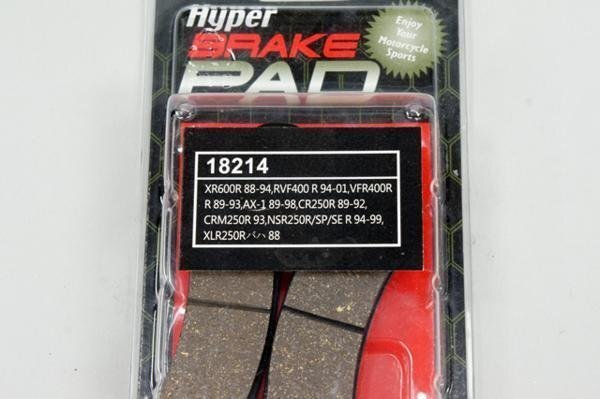 Hyper
BRAKE
PAD
Enjoy
Your
Motorcycle
Sports
18214
XR600R 88-94,RVF400 R 94-01,VFR400R
R 89-93,AX-1 89-98,CR250R 89-92,
CRM250R 93,NSR250R/SP/SE R 94-99,
XLR250Rバハ 88